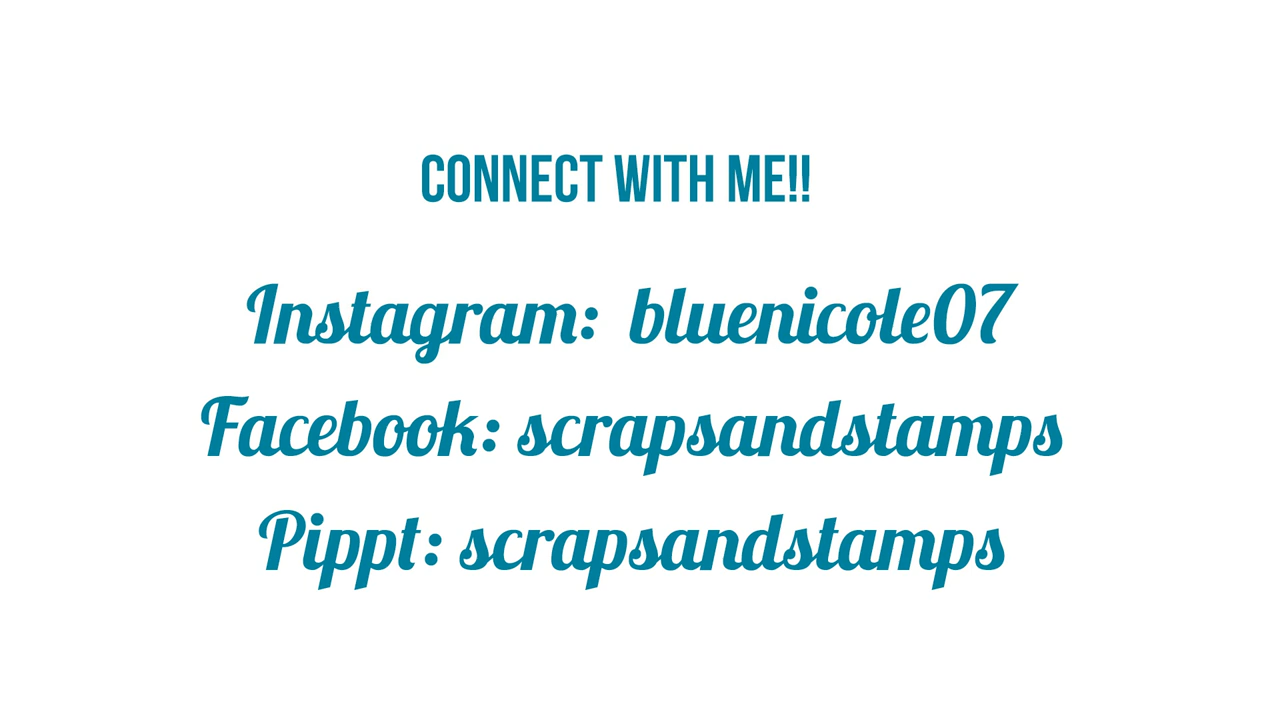 CONNECT WITH ME!!
Instagram: bluenicole07
Facebook: scrapsandstamps
Pippt: scrapsandstamps